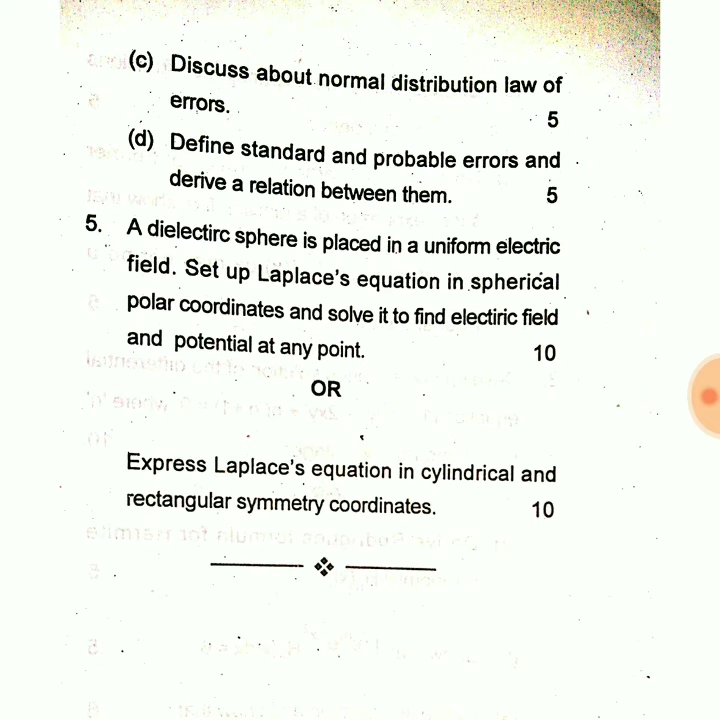 (c) Discuss about normal distribution law of
errors. 5
(d) Define standard and probable errors and
derive a relation between them. 5
5. A dielectirc sphere is placed in a uniform electric
field. Set up Laplace's equation in spherical
polar coordinates and solve it to find electiric field
and potential at any point. 10
OR
Express Laplace's equation in cylindrical and
rectangular symmetry coordinates. 10